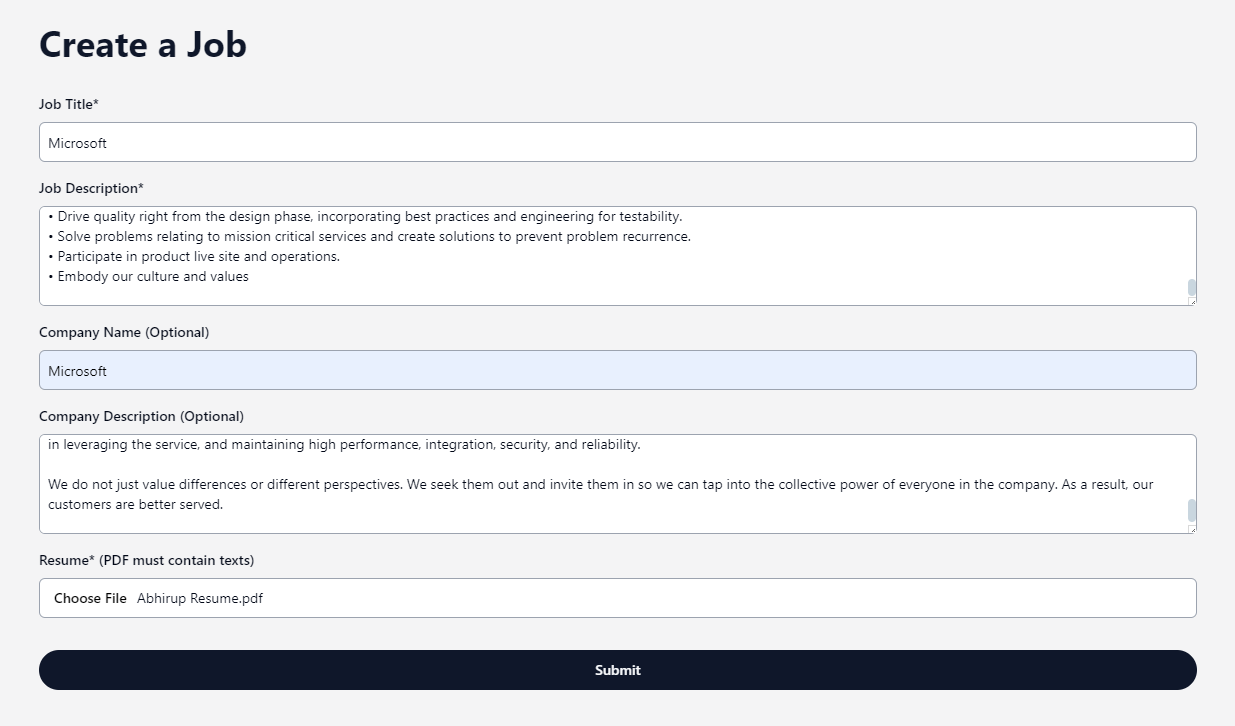 Create a Job
Job Title*
Microsoft
Job Description*
• Drive quality right from the design phase, incorporating best practices and engineering for testability.
• Solve problems relating to mission critical services and create solutions to prevent problem recurrence.
• Participate in product live site and operations.
• Embody our culture and values
Company Name (Optional)
Microsoft
Company Description (Optional)
in leveraging the service, and maintaining high performance, integration, security, and reliability.
We do not just value differences or different perspectives. We seek them out and invite them in so we can tap into the collective power of everyone in the company. As a result, our
customers are better served.
Resume* (PDF must contain texts)
Choose File Abhirup Resume.pdf
Submit